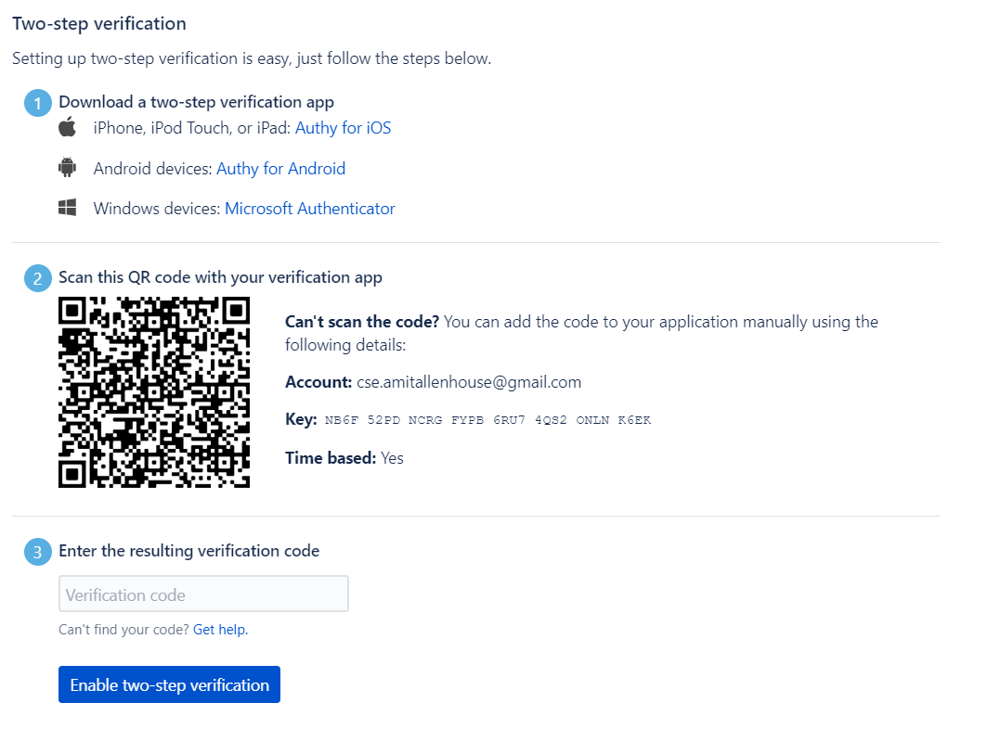 Two-step verification
Setting up two-step verification is easy, just follow the steps below.
1 Download a two-step verification app
iPhone, iPod Touch, or iPad: Authy for iOS
Android devices: Authy for Android
Windows devices: Microsoft Authenticator
2 Scan this QR code with your verification app
Can't scan the code? You can add the code to your application manually using the
following details:
Account: cse.amitallenhouse@gmail.com
Key: NB6F 52PD NCRG FYPB 6RU7 4QS2 ONLN K6EK
Time based: Yes
3 Enter the resulting verification code
Verification code
Can't find your code? Get help.
Enable two-step verification